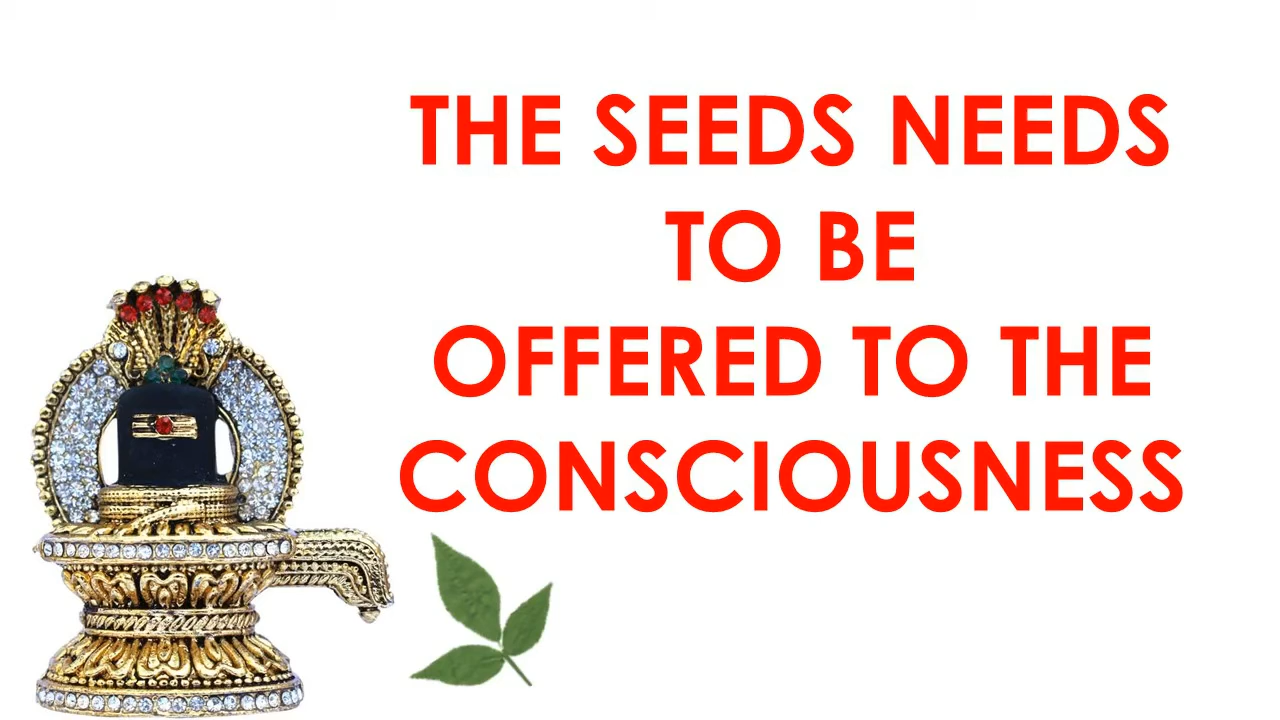 THE SEEDS NEEDS
TO BE
OFFERED TO THE
CONSCIOUSNESS